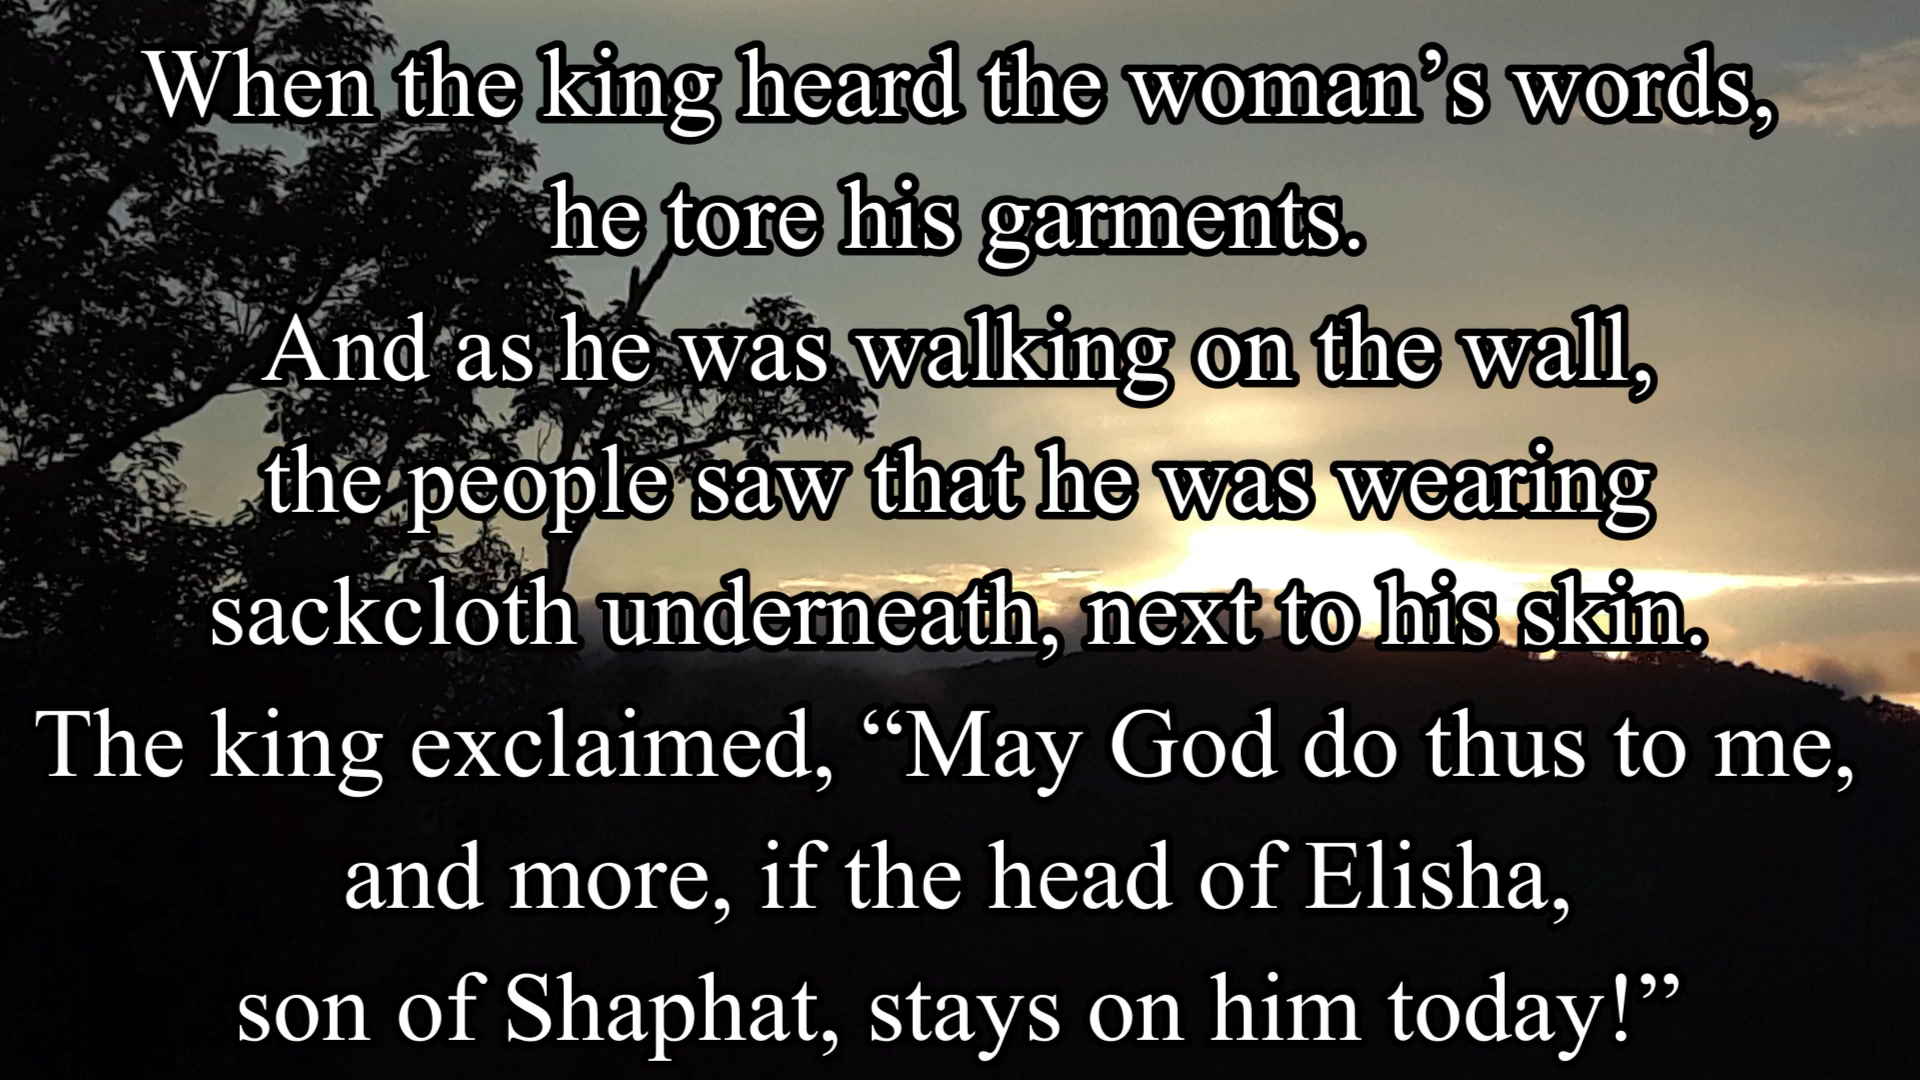 When the king heard the woman’s words,
he tore his garments.
And as he was walking on the wall,
the people saw that he was wearing
sackcloth underneath, next to his skin.
The king exclaimed, “May God do thus to me,
and more, if the head of Elisha,
son of Shaphat, stays on him today!”